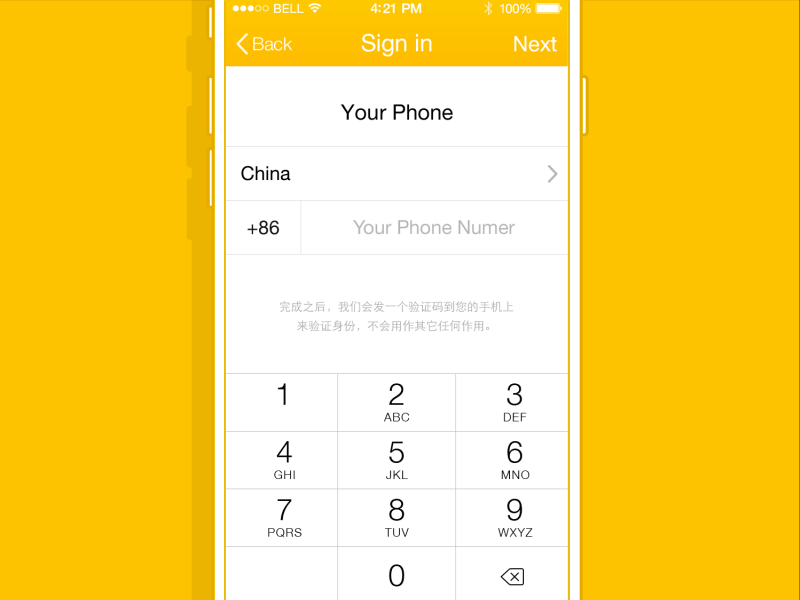 BELL 4:21 PM 100%
Back Sign in Next
Your Phone
China
+86 Your Phone Numer
完成之后，我们会发一个验证码到您的手机上
来验证身份，不会用作其它任何作用。
1 2 3
ABC DEF
4 5 6
GHI JKL MNO
7 8 9
PQRS TUV WXYZ
0